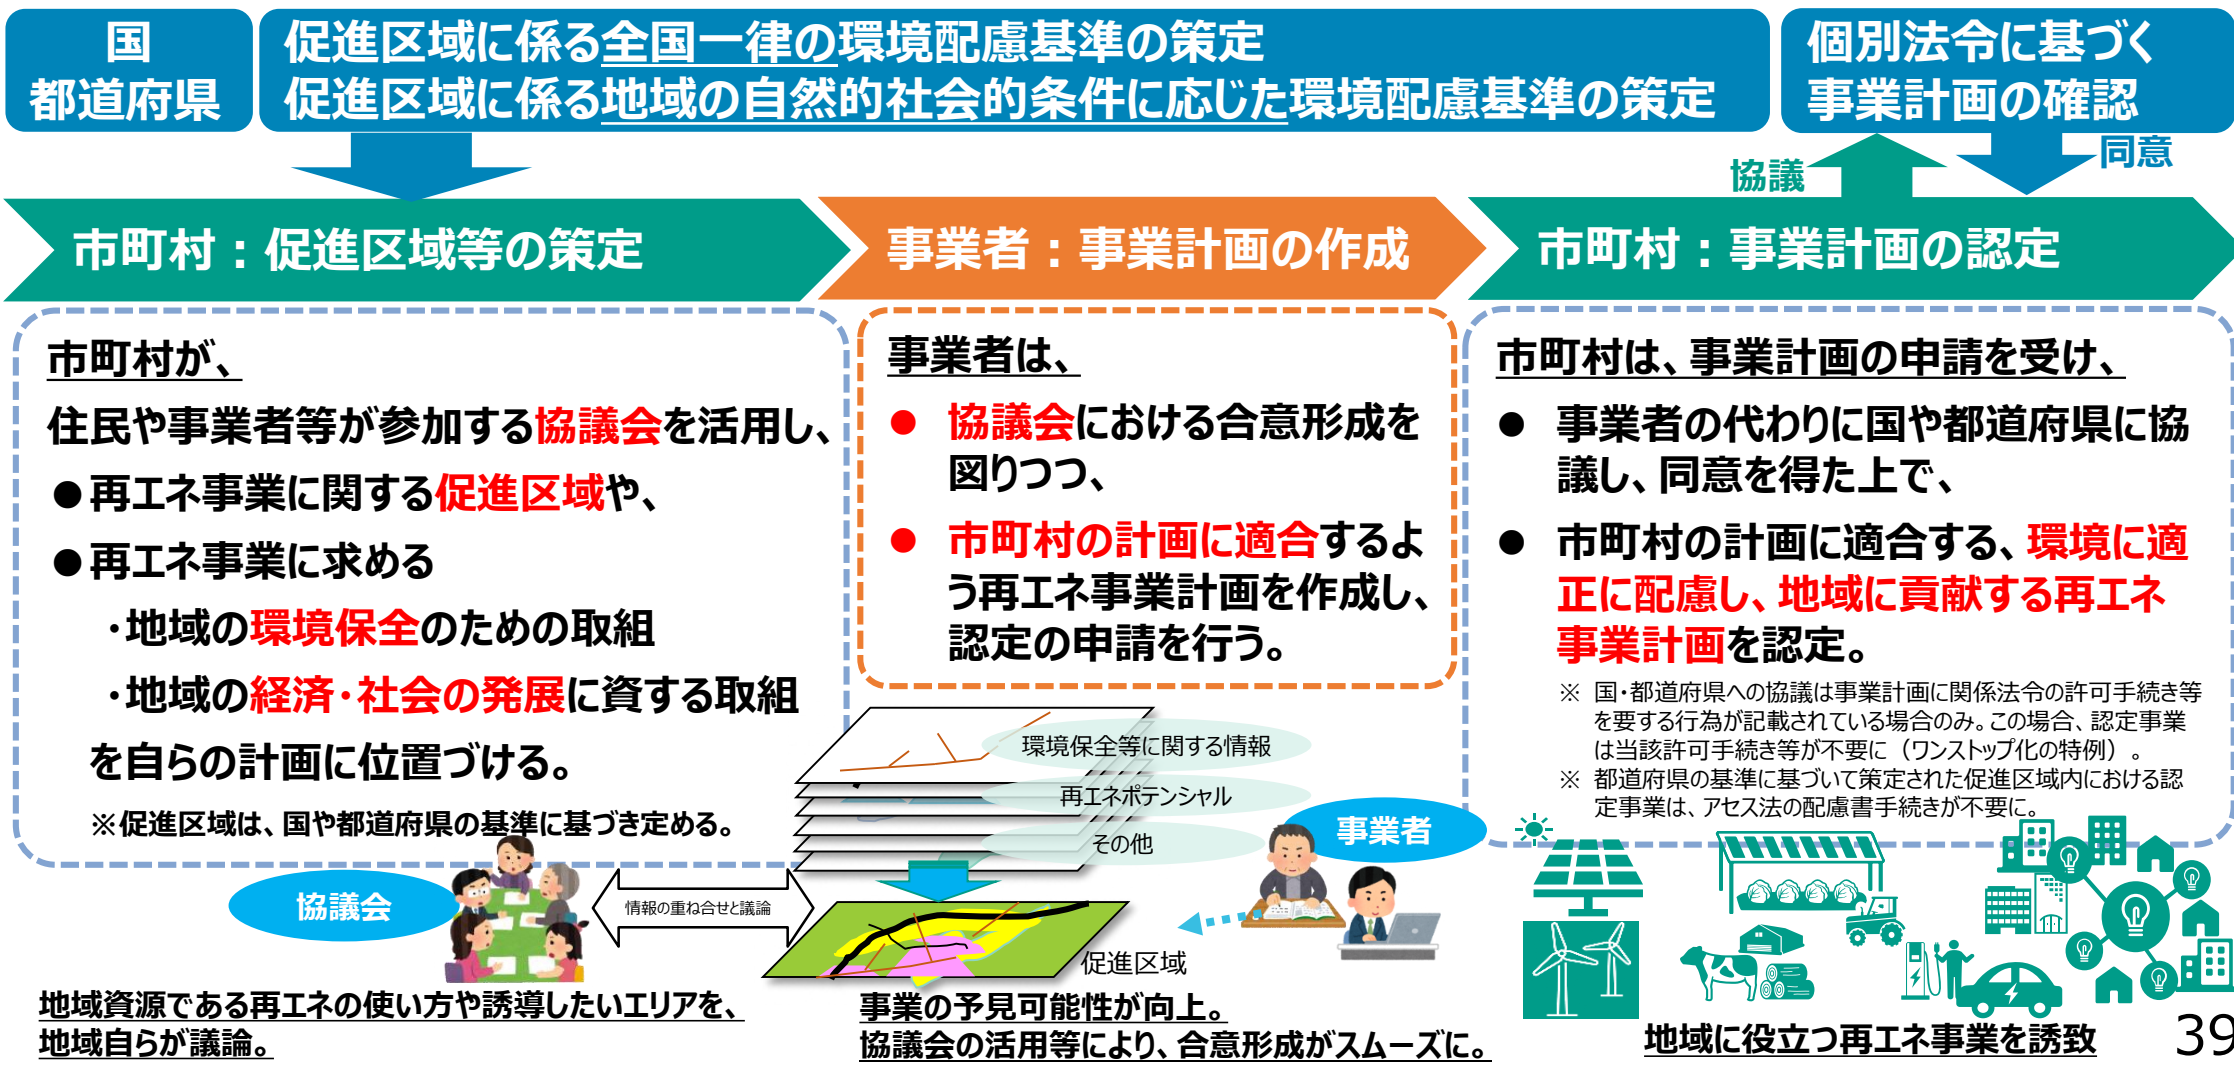 国
都道府県
促進区域に係る全国一律の環境配慮基準の策定
促進区域に係る地域の自然的社会的条件に応じた環境配慮基準の策定
個別法令に基づく
事業計画の確認
協議
同意
市町村：促進区域等の策定
事業者：事業計画の作成
市町村：事業計画の認定
市町村が、
住民や事業者等が参加する協議会を活用し、
●再エネ事業に関する促進区域や、
●再エネ事業に求める
・地域の環境保全のための取組
・地域の経済・社会の発展に資する取組
を自らの計画に位置づける。
※促進区域は、国や都道府県の基準に基づき定める。
事業者は、
● 協議会における合意形成を
図りつつ、
● 市町村の計画に適合するよ
う再エネ事業計画を作成し、
認定の申請を行う。
市町村は、事業計画の申請を受け、
● 事業者の代わりに国や都道府県に協
議し、同意を得た上で、
● 市町村の計画に適合する、環境に適
正に配慮し、地域に貢献する再エネ
事業計画を認定。
※ 国・都道府県への協議は事業計画に関係法令の許可手続き等
を要する行為が記載されている場合のみ。この場合、認定事業
は当該許可手続き等が不要に（ワンストップ化の特例）。
※ 都道府県の基準に基づいて策定された促進区域内における認
定事業は、アセス法の配慮書手続きが不要に。
環境保全等に関する情報
再エネポテンシャル
その他
事業者
協議会
情報の重ね合せと議論
促進区域
地域資源である再エネの使い方や誘導したいエリアを、
地域自らが議論。
事業の予見可能性が向上。
協議会の活用等により、合意形成がスムーズに。
地域に役立つ再エネ事業を誘致
39